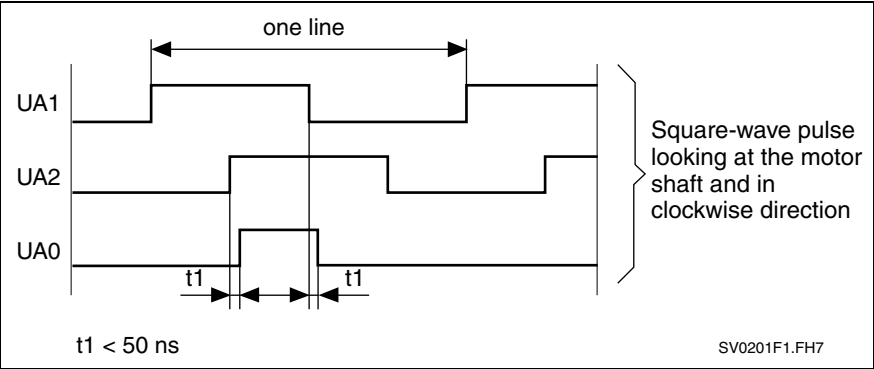 one line
UA1
UA2
UA0
t1
t1
Square-wave pulse
looking at the motor
shaft and in
clockwise direction
t1 < 50 ns
SV0201F1.FH7